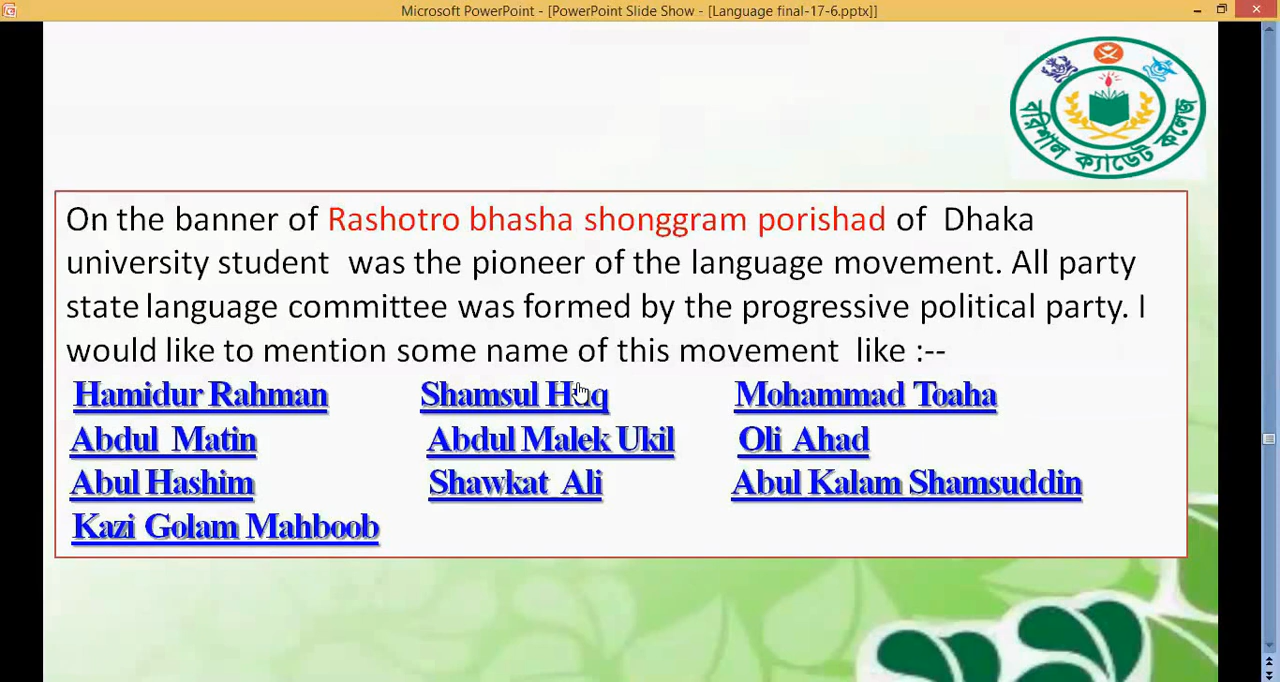 Microsoft PowerPoint - [PowerPoint Slide Show - [Language final-17-6.pptx]]
বরিশাল ক্যাডেট কলেজ
On the banner of Rashotro bhasha shonggram porishad of Dhaka
university student was the pioneer of the language movement. All party
state language committee was formed by the progressive political party. I
would like to mention some name of this movement like :--
Hamidur Rahman Shamsul Huq Mohammad Toaha
Abdul Matin Abdul Malek Ukil Oli Ahad
Abul Hashim Shawkat Ali Abul Kalam Shamsuddin
Kazi Golam Mahboob